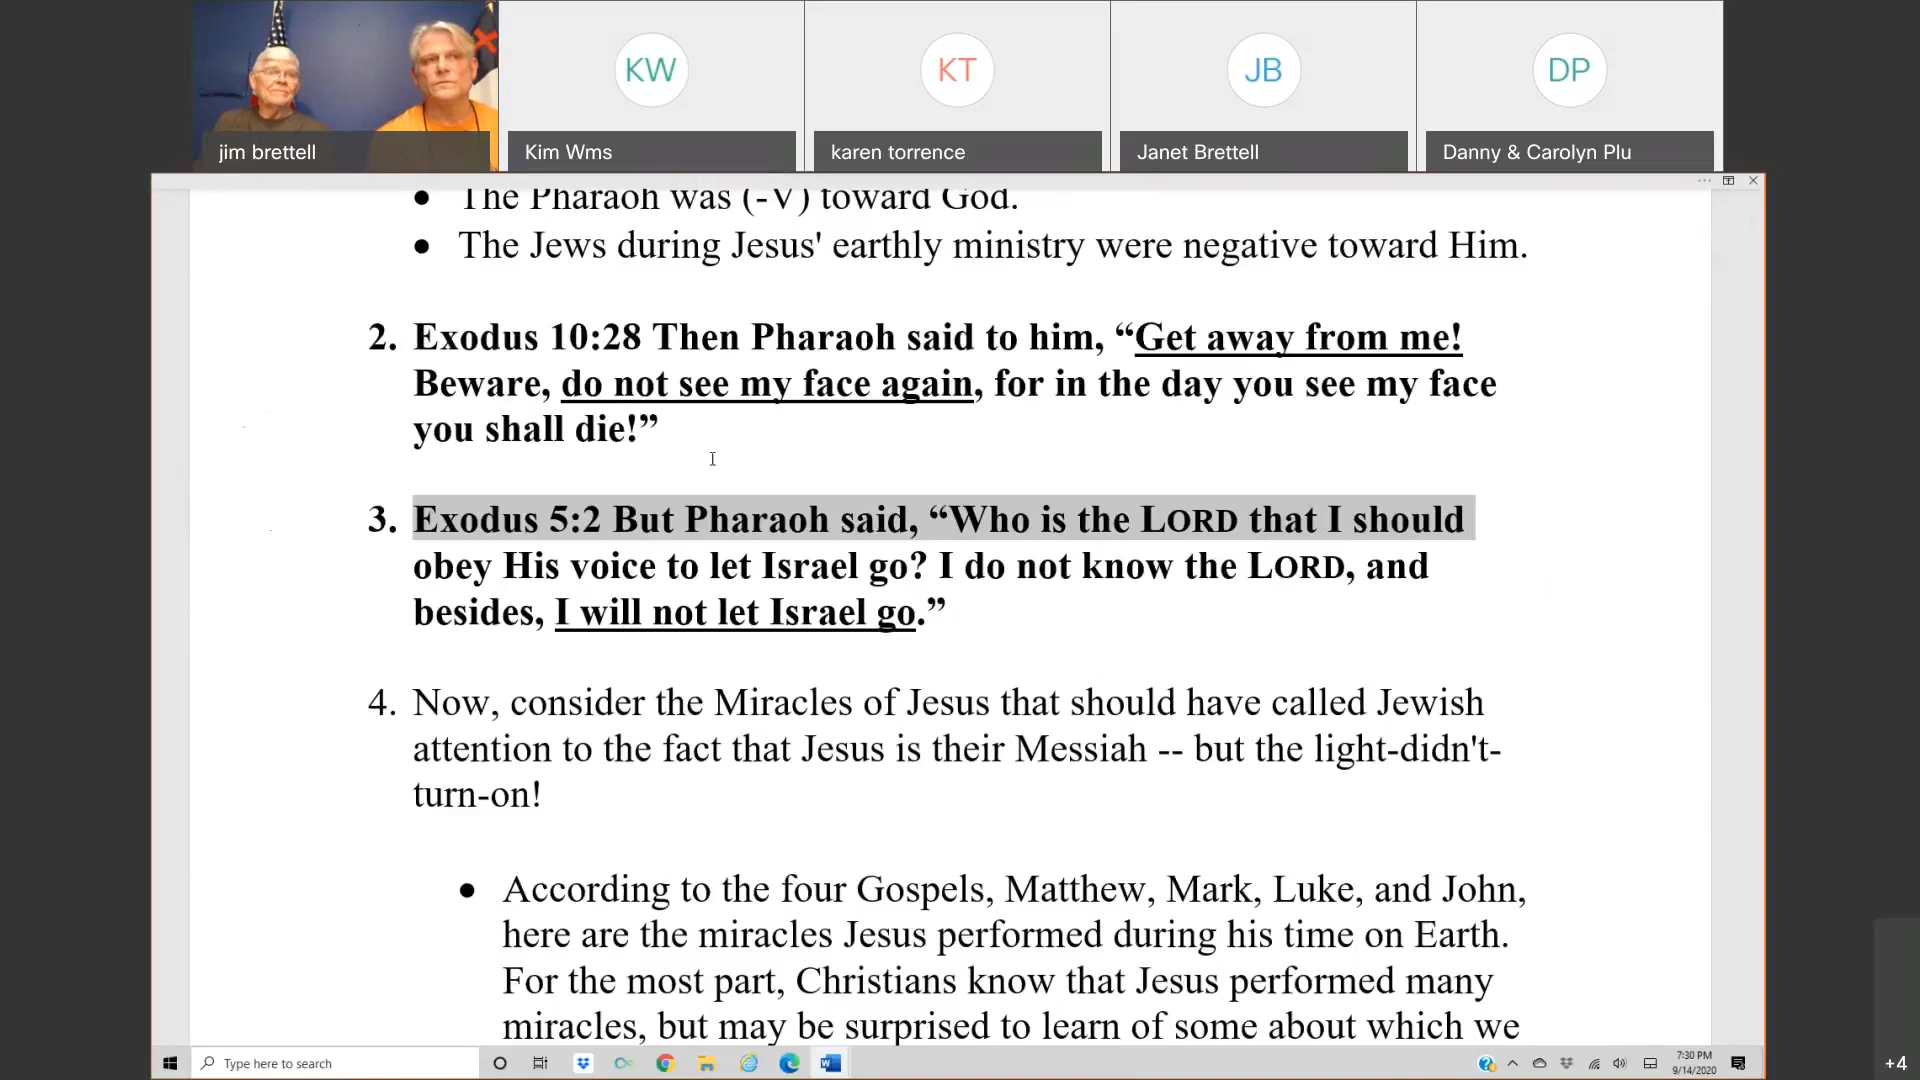 KW
KT
JB
DP
jim brettell
Kim Wms
karen torrence
Janet Brettell
Danny & Carolyn Plu
• The Pharaoh was (-V) toward God.
• The Jews during Jesus' earthly ministry were negative toward Him.
2. Exodus 10:28 Then Pharaoh said to him, “Get away from me!
Beware, do not see my face again, for in the day you see my face
you shall die!”
3. Exodus 5:2 But Pharaoh said, “Who is the LORD that I should
obey His voice to let Israel go? I do not know the LORD, and
besides, I will not let Israel go.”
4. Now, consider the Miracles of Jesus that should have called Jewish
attention to the fact that Jesus is their Messiah -- but the light-didn't-
turn-on!
• According to the four Gospels, Matthew, Mark, Luke, and John,
here are the miracles Jesus performed during his time on Earth.
For the most part, Christians know that Jesus performed many
miracles, but may be surprised to learn of some about which we
Type here to search
7:30 PM
9/14/2020
+4